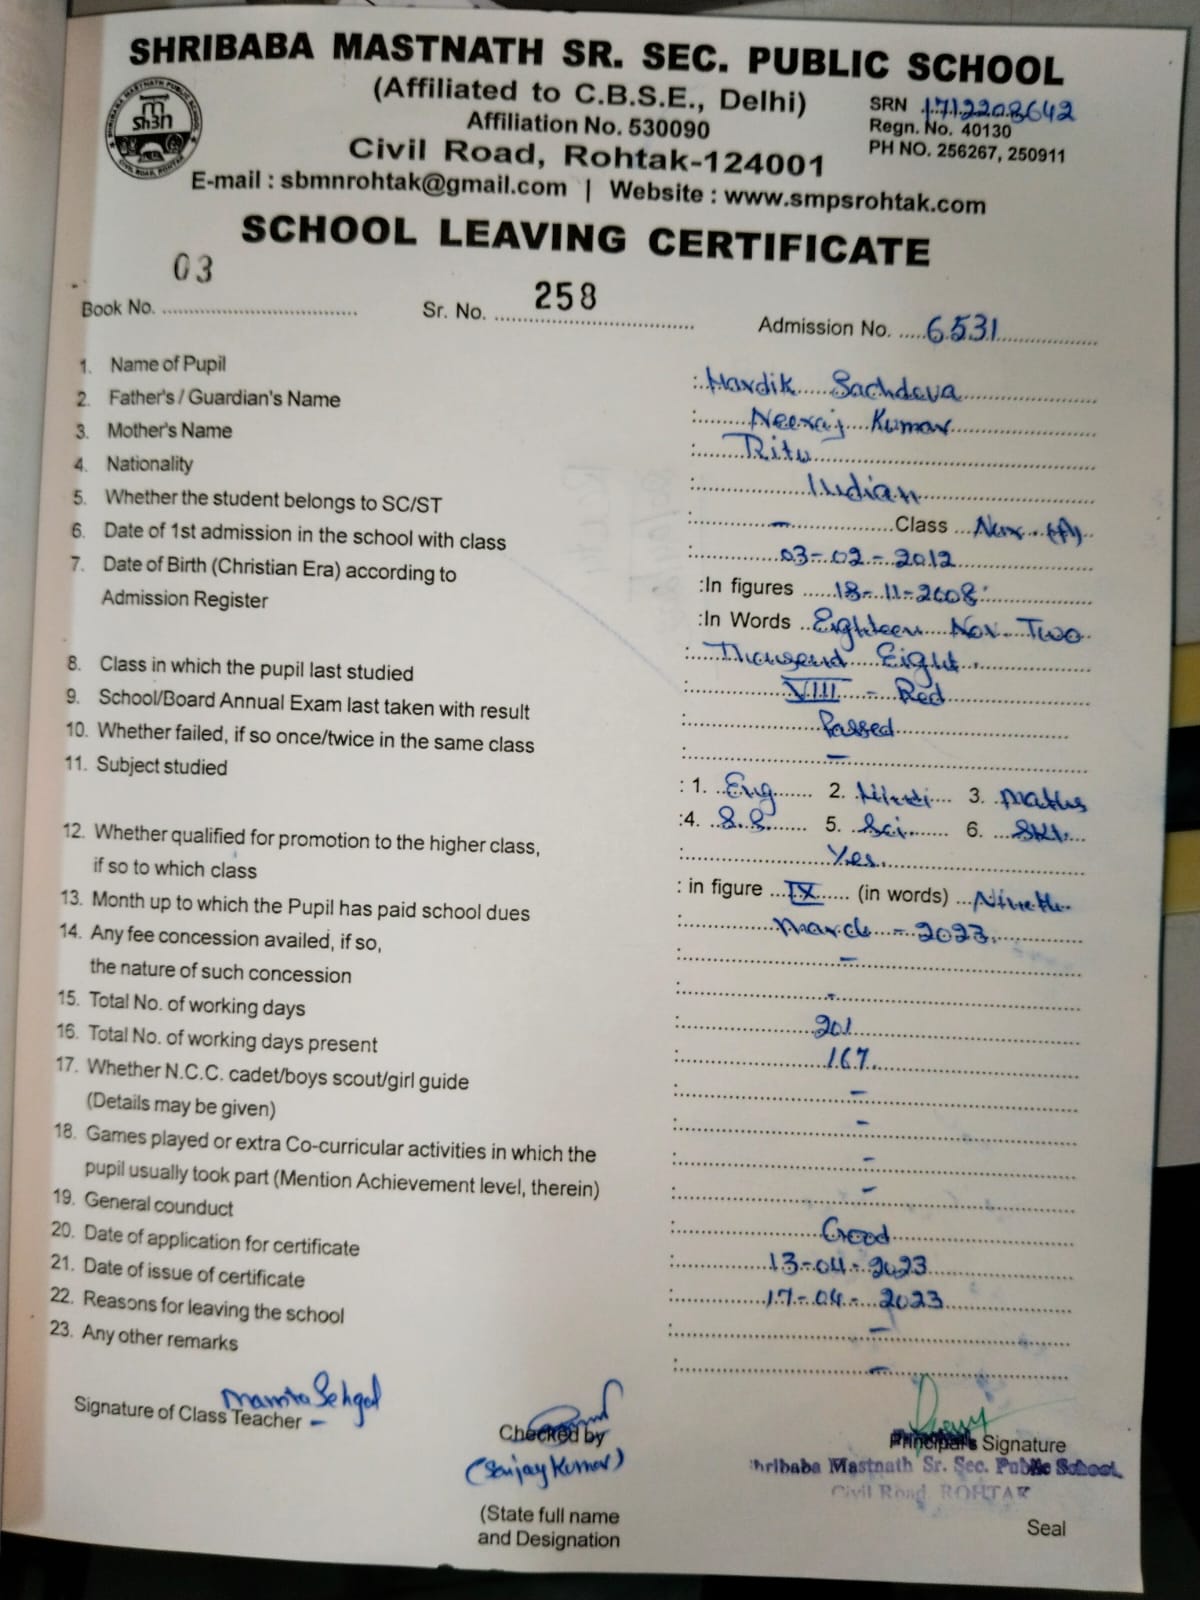 SHRIBABA MASTNATH SR. SEC. PUBLIC SCHOOL
(Affiliated to C.B.S.E., Delhi)
SRN 1712208642
Affiliation No. 530090
Regn. No. 40130
Civil Road, Rohtak-124001
PH NO. 256267, 250911
E-mail : sbmnrohtak@gmail.com | Website : www.smpsrohtak.com
SCHOOL LEAVING CERTIFICATE
Book No. 03 Sr. No. 258 Admission No. 6531
1. Name of Pupil : Hardik Sachdeva
2. Father's / Guardian's Name : Neeraj Kumar
3. Mother's Name : Ritu
4. Nationality : Indian
5. Whether the student belongs to SC/ST : - Class Nur. (A)
6. Date of 1st admission in the school with class : 03-02-2012
7. Date of Birth (Christian Era) according to :In figures 18-11-2008
Admission Register :In Words Eighteen Nov. Two
: Thousand Eight.
8. Class in which the pupil last studied : VIII - Red
9. School/Board Annual Exam last taken with result : Passed
10. Whether failed, if so once/twice in the same class : -
11. Subject studied : 1. Eng 2. Hindi 3. Maths
:4. S.S. 5. Sci. 6. SKt.
12. Whether qualified for promotion to the higher class, : Yes.
if so to which class : in figure IX (in words) Nineth
13. Month up to which the Pupil has paid school dues : March - 2023.
14. Any fee concession availed, if so, : -
the nature of such concession : -
15. Total No. of working days : 201
16. Total No. of working days present : 167.
17. Whether N.C.C. cadet/boys scout/girl guide : -
(Details may be given) : -
18. Games played or extra Co-curricular activities in which the : -
pupil usually took part (Mention Achievement level, therein) : -
19. General counduct : Good
20. Date of application for certificate : 13-04-2023
21. Date of issue of certificate : 17-04-2023
22. Reasons for leaving the school : -
23. Any other remarks : -
Signature of Class Teacher Mamta Sehgal
Checked by
Principal's Signature
(Sanjay Kumar)
hribaba Mastnath Sr. Sec. Public School.
Civil Road, ROHTAK
(State full name
and Designation
Seal